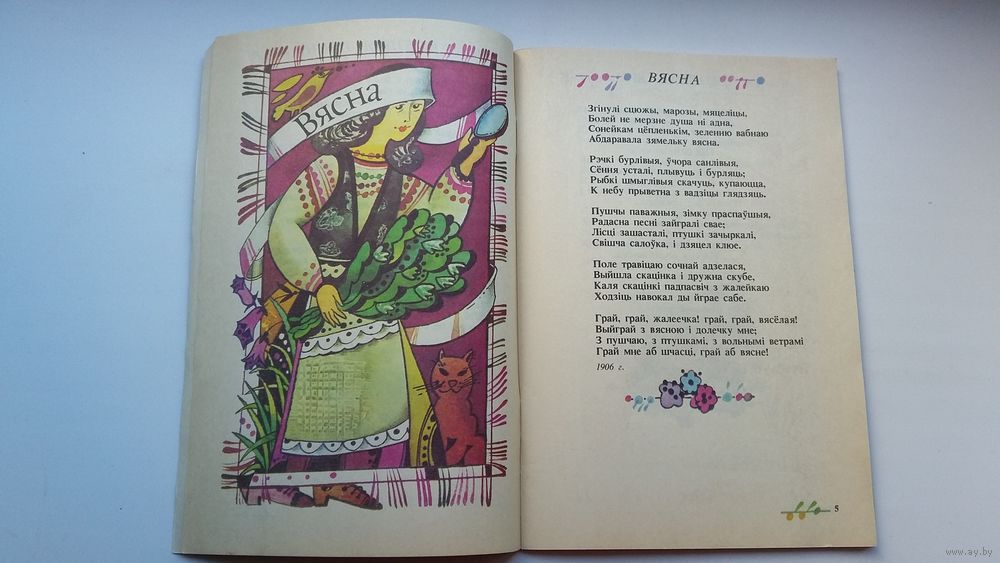 Вясна
ВЯСНА
Згінулі сцюжы, марозы, мяцеліцы,
Болей не мерзне душа ні адна,
Сонейкам цёпленькім, зеленню вабнаю
Абдаравала зямельку вясна.
Рэчкі бурлівыя, ўчора санлівыя,
Сёння усталі, плывуць і бурляць;
Рыбкі шмыглівыя скачуць, купаюцца,
К небу прыветна з вадзіцы глядзяць.
Пушчы паважныя, зімку праспаўшыя,
Радасна песні зайгралі свае;
Лісці зашасталі, птушкі зачыркалі,
Свішча салоўка, і дзяцел клюе.
Поле травіцаю сочнай адзелася,
Выйшла скацінка і дружна скубе,
Каля скацінкі падпасвіч з жалейкаю
Ходзіць навокал ды йграе сабе.
Грай, грай, жалеечка! грай, грай, вясёлая!
Выйграй з вясною і долечку мне;
З пушчаю, з птушкамі, з вольнымі ветрамі
Грай мне аб шчасці, грай аб вясне!
1906 г.
5
www.ay.by